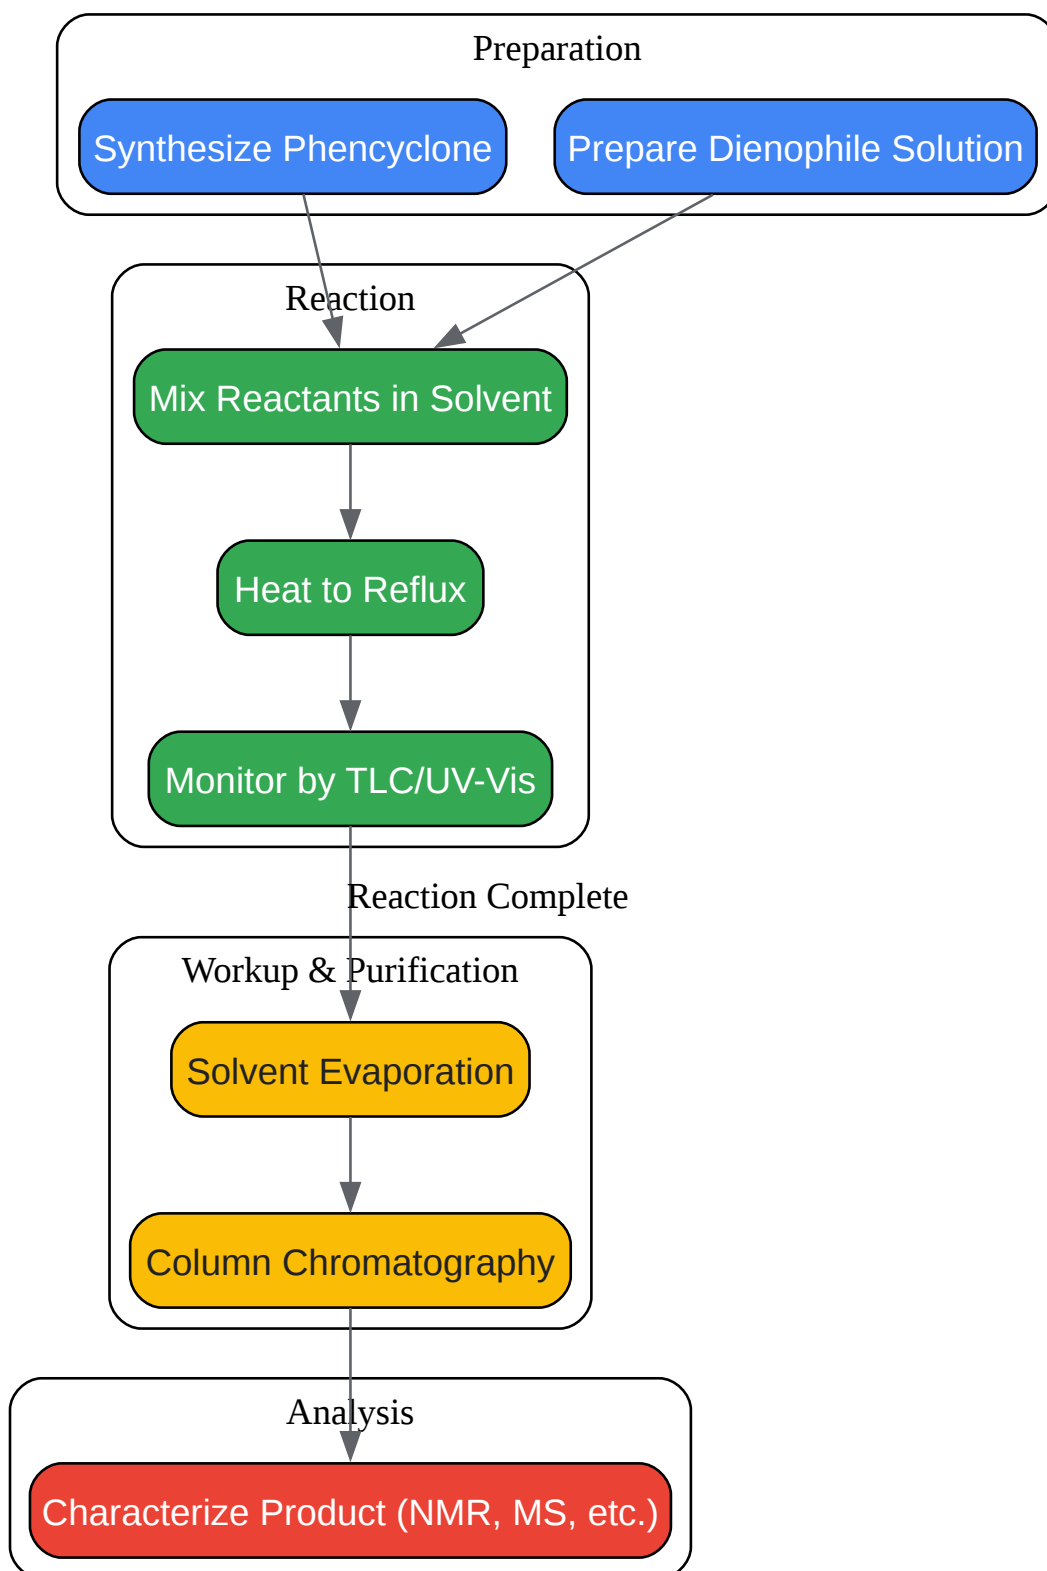 Preparation
Synthesize Phencyclone
Prepare Dienophile Solution
Reaction
Mix Reactants in Solvent
Heat to Reflux
Monitor by TLC/UV-Vis
Reaction Complete
Workup & Purification
Solvent Evaporation
Column Chromatography
Analysis
Characterize Product (NMR, MS, etc.)